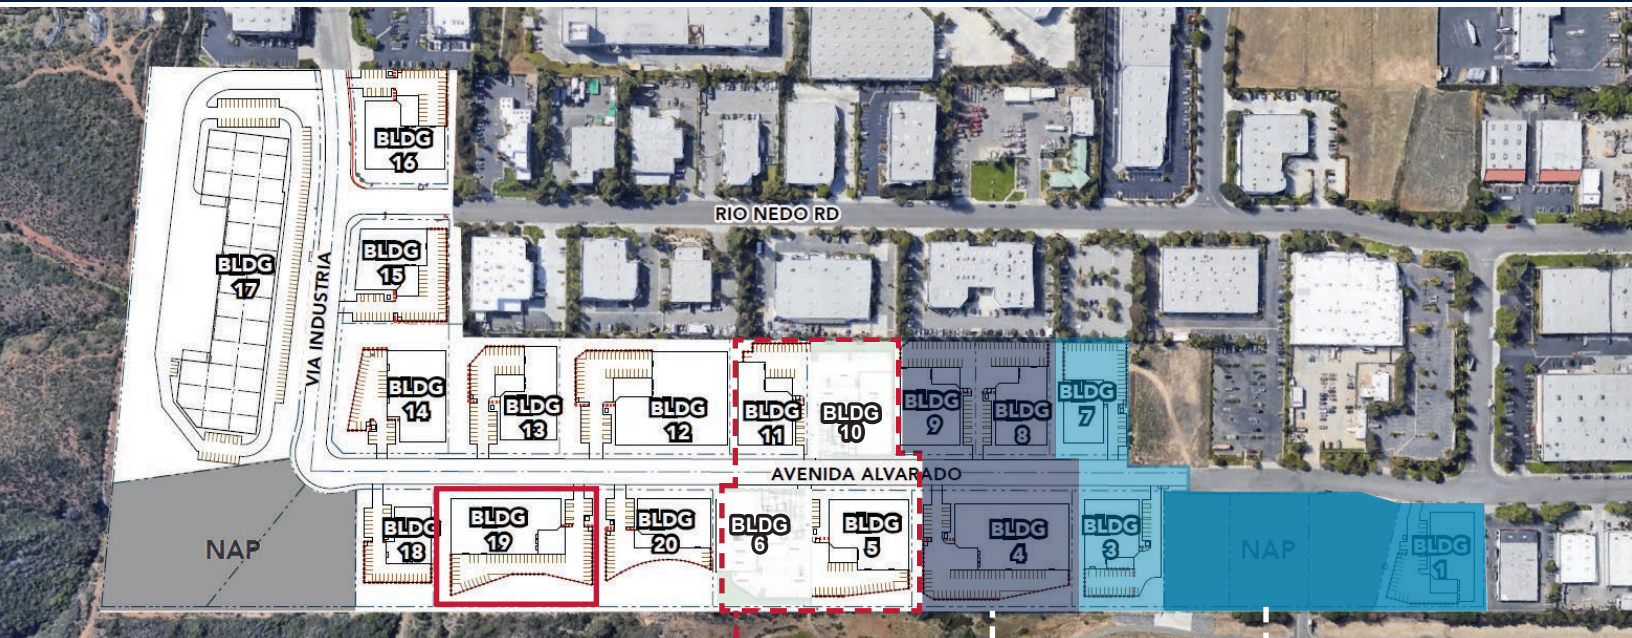 BLDG
16
RIO NEDO RD
BLDG
15
BLDG
17
VIA INDUSTRIA
BLDG
14
BLDG
13
BLDG
12
BLDG
11
BLDG
10
BLDG
9
BLDG
8
BLDG
7
AVENIDA ALVARADO
NAP
BLDG
18
BLDG
19
BLDG
20
BLDG
6
BLDG
5
BLDG
4
BLDG
3
NAP
BLDG
1